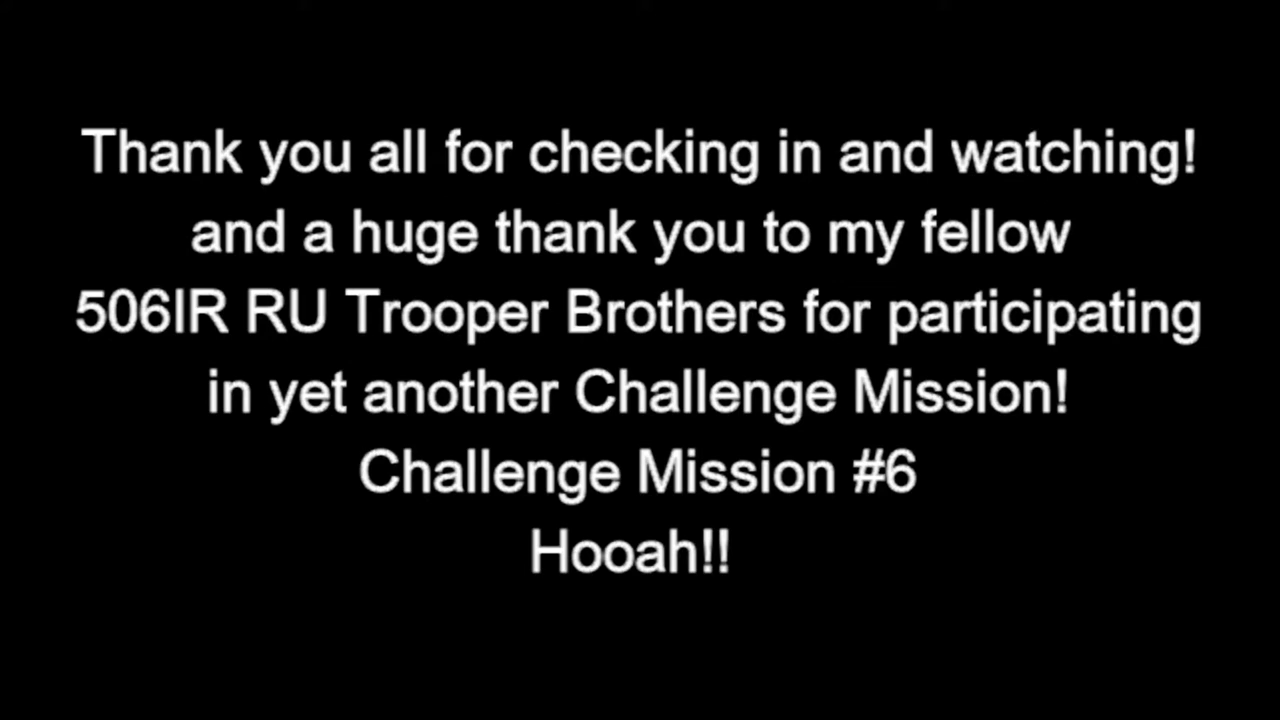 Thank you all for checking in and watching!
and a huge thank you to my fellow
506IR RU Trooper Brothers for participating
in yet another Challenge Mission!
Challenge Mission #6
Hooah!!